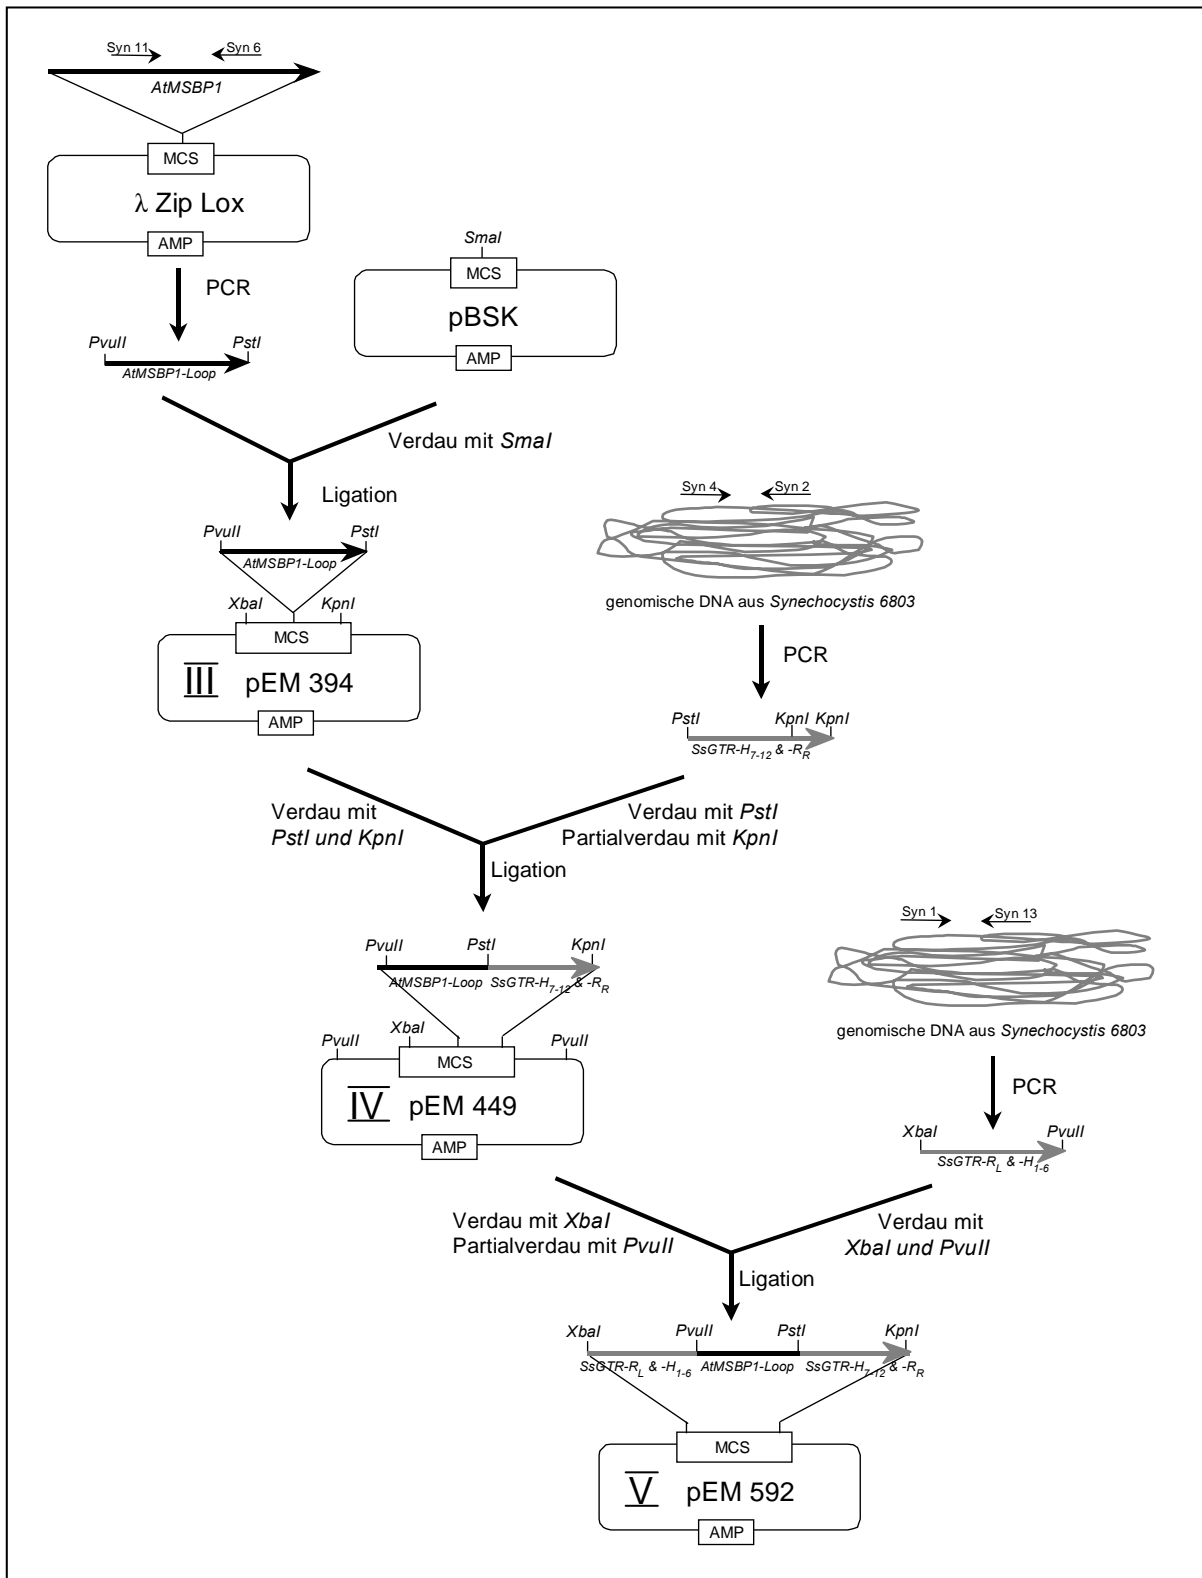 Syn 11
Syn 6
AtMSBP1
MCS
λ Zip Lox
AMP
PCR
SmaI
MCS
pBSK
AMP
PvuII
PstI
AtMSBP1-Loop
Verdau mit SmaI
Ligation
PvuII
PstI
AtMSBP1-Loop
XbaI
KpnI
MCS
III pEM 394
AMP
Syn 4
Syn 2
genomische DNA aus Synechocystis 6803
PCR
PstI
KpnI
KpnI
SsGTR-H7-12 & -RR
Verdau mit
PstI und KpnI
Verdau mit PstI
Partialverdau mit KpnI
Ligation
PvuII
PstI
KpnI
AtMSBP1-Loop
SsGTR-H7-12 & -RR
PvuII
XbaI
PvuII
MCS
IV pEM 449
AMP
Syn 1
Syn 13
genomische DNA aus Synechocystis 6803
PCR
XbaI
PvuII
SsGTR-RL & -H1-6
Verdau mit XbaI
Partialverdau mit PvuII
Verdau mit
XbaI und PvuII
Ligation
XbaI
PvuII
PstI
KpnI
SsGTR-RL & -H1-6
AtMSBP1-Loop
SsGTR-H7-12 & -RR
MCS
V pEM 592
AMP